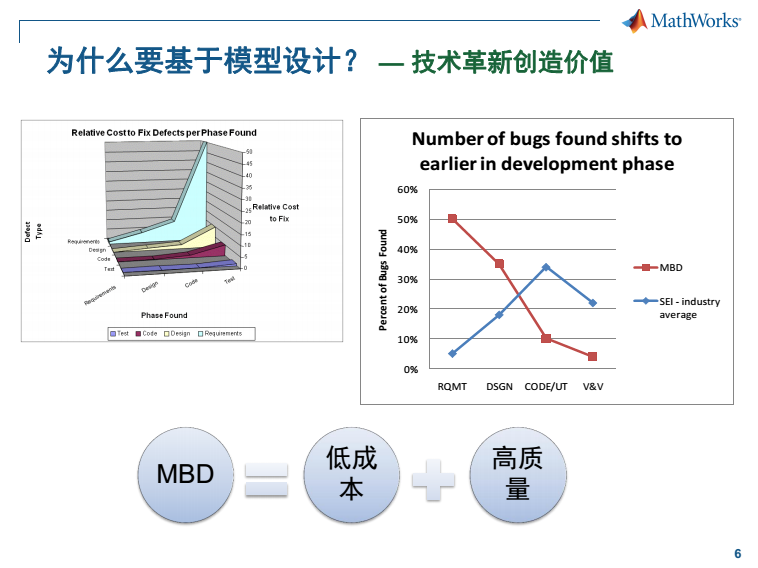 MathWorks®
为什么要基于模型设计？ — 技术革新创造价值
Relative Cost to Fix Defects per Phase Found
50
45
40
35
30
25
20
15
10
5
0
Relative Cost
to Fix
Defect
Type
Requirements
Design
Code
Test
Requirements
Design
Code
Test
Phase Found
Test
Code
Design
Requirements
Number of bugs found shifts to
earlier in development phase
Percent of Bugs Found
60%
50%
40%
30%
20%
10%
0%
RQMT DSGN CODE/UT V&V
MBD
SEI - industry
average
MBD
低成
本
高质
量
6